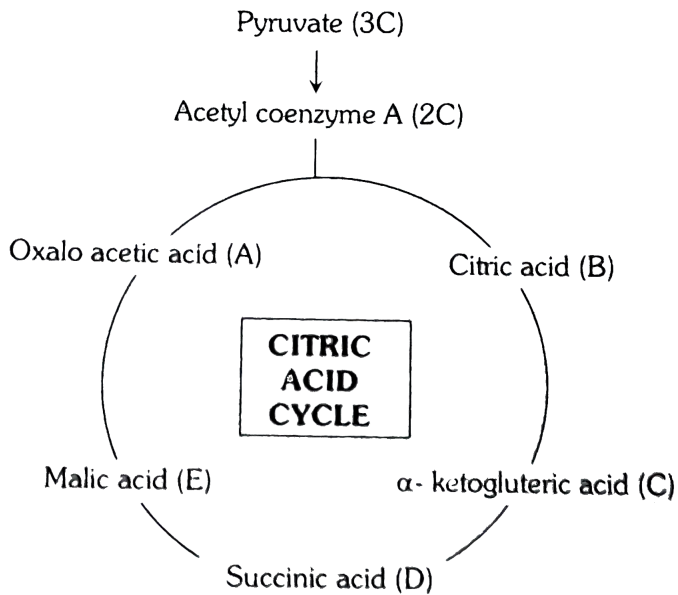 Pyruvate (3C)
Acetyl coenzyme A (2C)
Oxalo acetic acid (A)
Citric acid (B)
CITRIC
ACID
CYCLE
Malic acid (E)
α- ketogluteric acid (C)
Succinic acid (D)